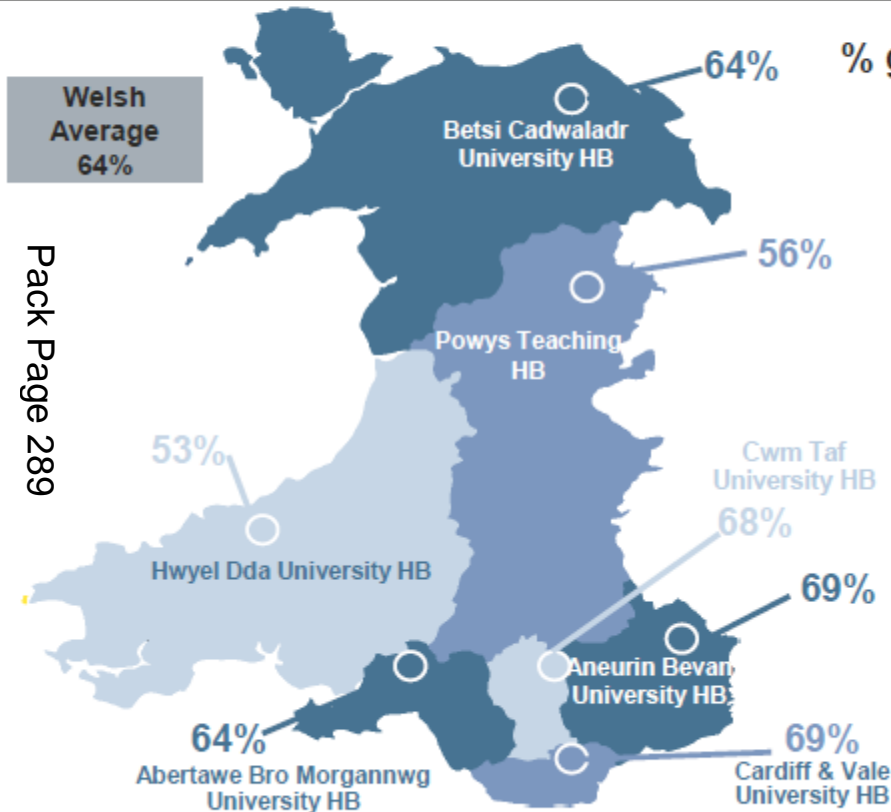 % g
64%
Welsh
Average
64%
Betsi Cadwaladr
University HB
56%
Pack Page 289
Powys Teaching
HB
53%
Cwm Taf
University HB
68%
Hwyel Dda University HB
69%
Aneurin Bevan
University HB
64%
Abertawe Bro Morgannwg
University HB
69%
Cardiff & Vale
University HB